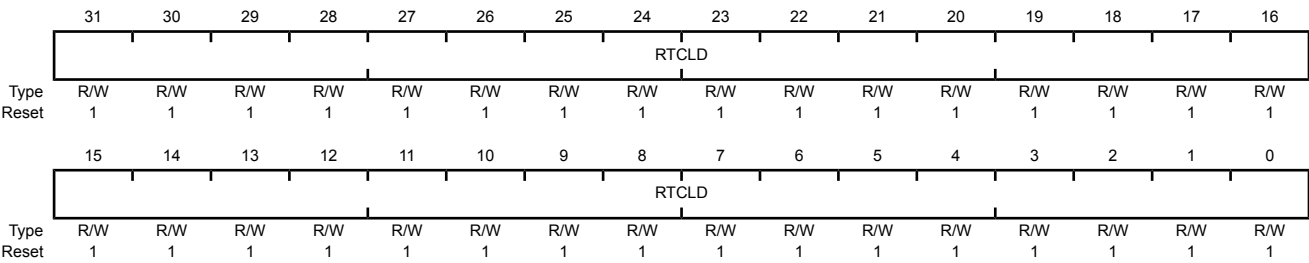 31 30 29 28 27 26 25 24 23 22 21 20 19 18 17 16
RTCLD
Type R/W R/W R/W R/W R/W R/W R/W R/W R/W R/W R/W R/W R/W R/W R/W R/W
Reset 1 1 1 1 1 1 1 1 1 1 1 1 1 1 1 1
15 14 13 12 11 10 9 8 7 6 5 4 3 2 1 0
RTCLD
Type R/W R/W R/W R/W R/W R/W R/W R/W R/W R/W R/W R/W R/W R/W R/W R/W
Reset 1 1 1 1 1 1 1 1 1 1 1 1 1 1 1 1